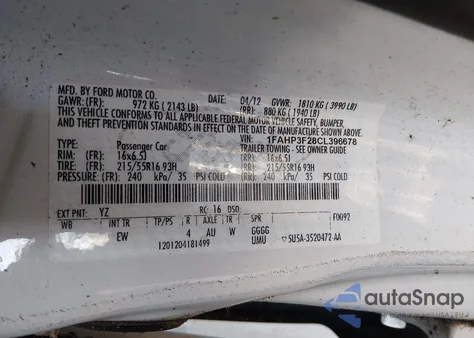 MFD. BY FORD MOTOR CO.
DATE: 04/12 GVWR: 1810 KG ( 3990 LB)
GAWR:(FR): 972 KG ( 2143 LB) (RR): 880 KG ( 1940 LB)
THIS VEHICLE CONFORMS TO ALL APPLICABLE FEDERAL MOTOR VEHICLE SAFETY, BUMPER,
AND THEFT PREVENTION STANDARDS IN EFFECT ON THE DATE OF MANUFACTURE SHOWN ABOVE.
VIN: 1FAHP3F28CL396678
TYPE: Passenger Car TRAILER TOWING - SEE OWNER GUIDE
RIM: (FR) 16x6.5J (RR) 16x6.5J
TIRE: (FR) 215/55R16 93H (RR) 215/55R16 93H
PRESSURE: (FR) 240 kPa/ 35 PSI COLD (RR) 240 kPa/ 35 PSI COLD
EXT PNT: YZ RC: 16 DSO: F0092
WB INT TR TP/PS R AXLE TR SPR
EW 4 AU W GGGG
1201204181499 UMU 5U5A-3520472-AA
autoSnap